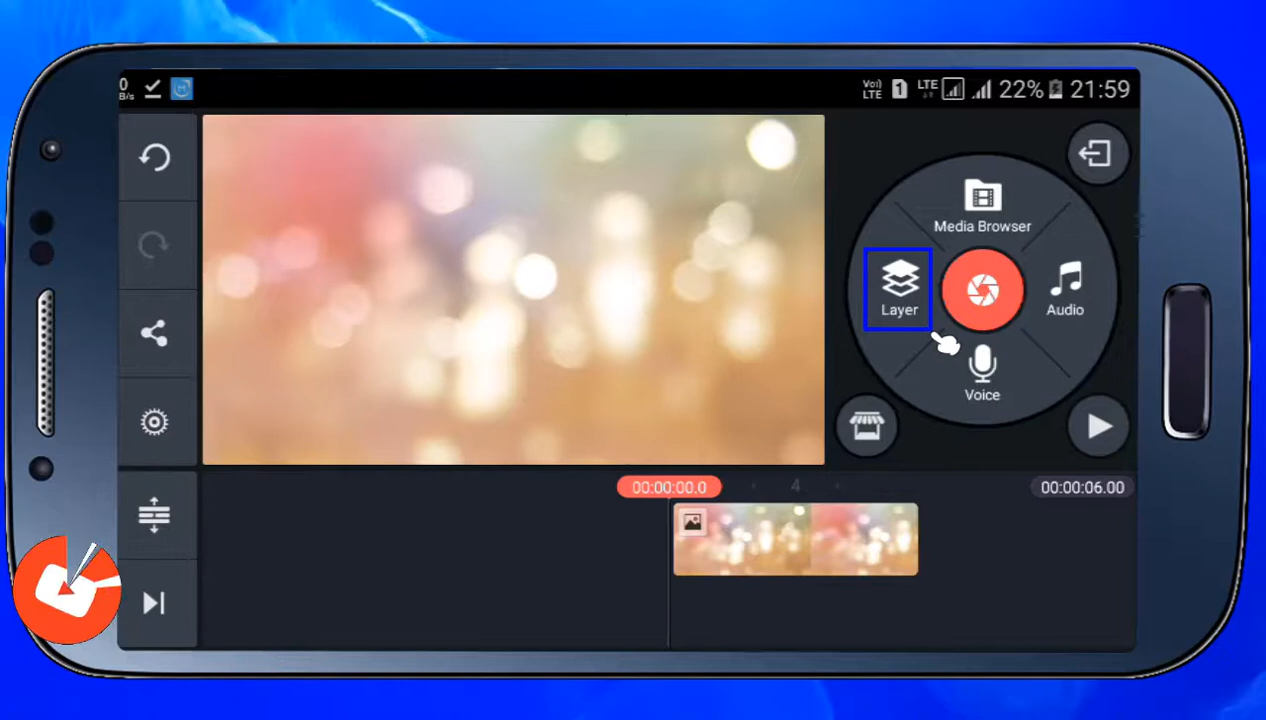 0
B/s
Vo))
LTE
1
LTE
22%
21:59
Media Browser
Layer
Audio
Voice
00:00:00.0
4
00:00:06.00